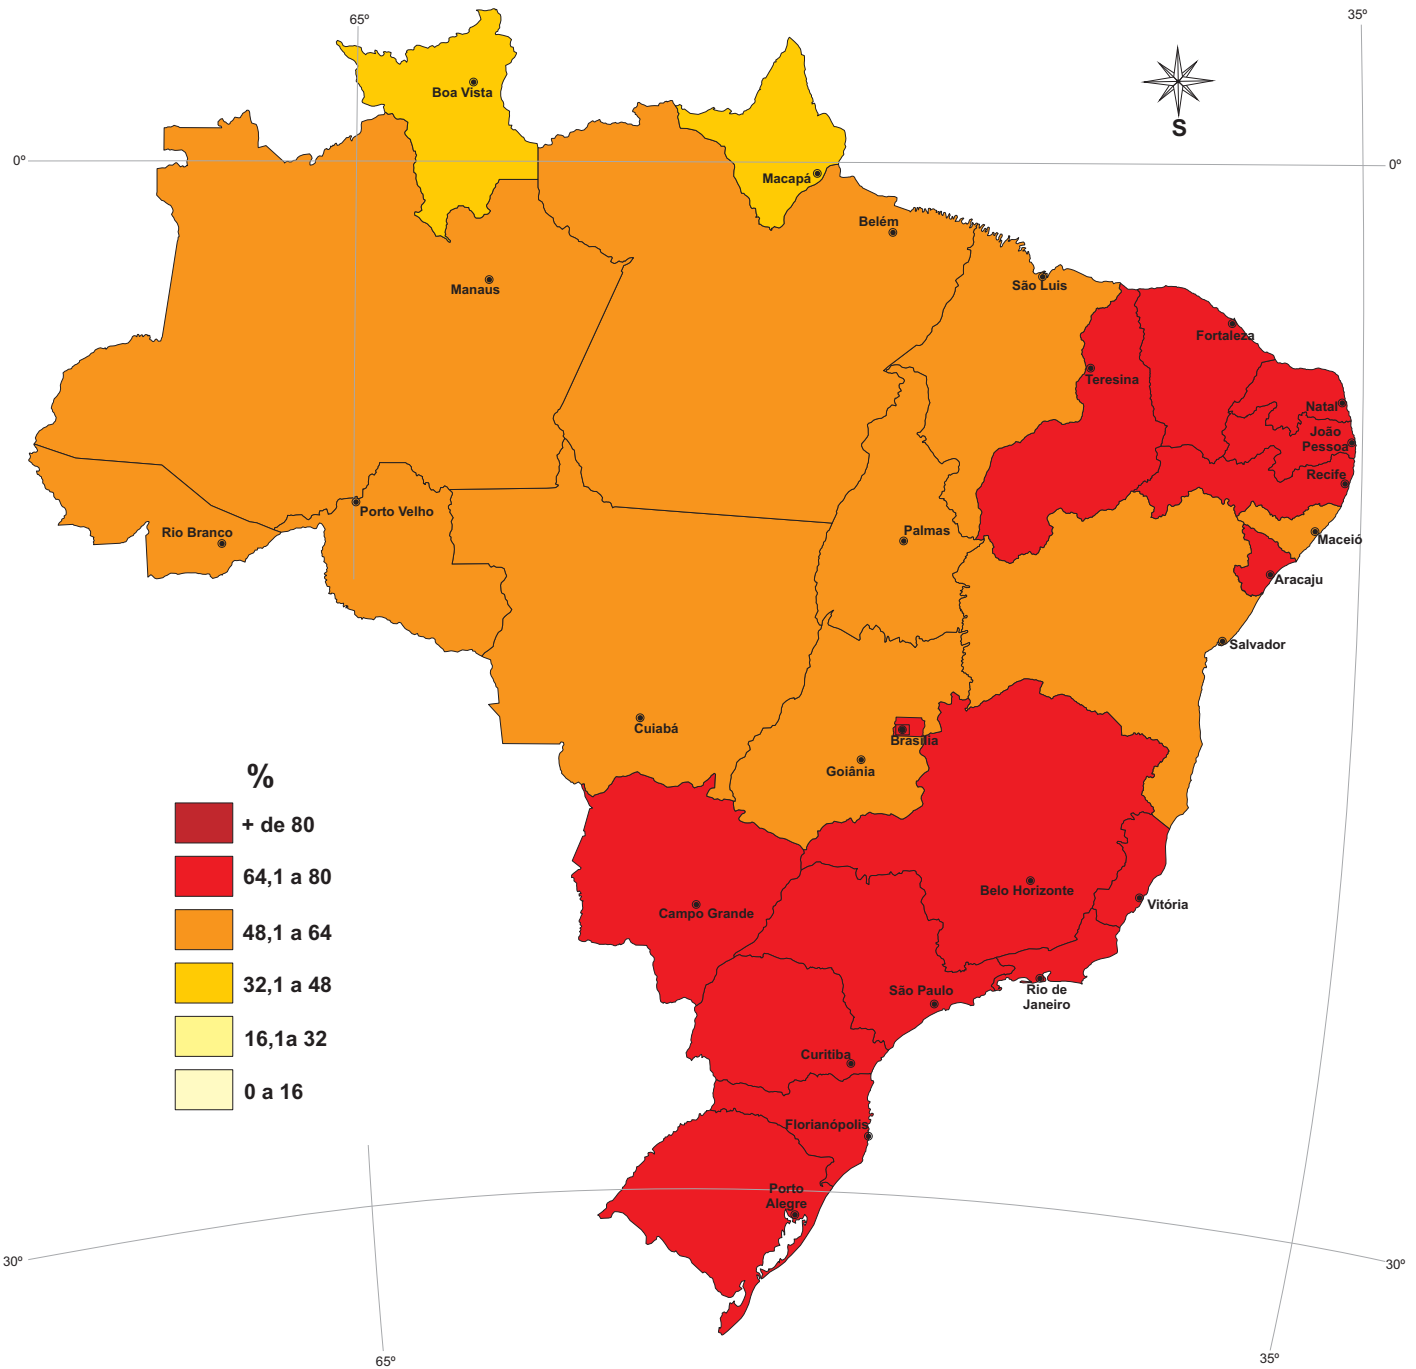 65º
35º
Boa Vista
S
0º
0º
Macapá
Belém
São Luis
Manaus
Fortaleza
Teresina
Natal
João
Pessoa
Recife
Porto Velho
Rio Branco
Palmas
Maceió
Aracaju
Salvador
Cuiabá
Brasília
Goiânia
%
+ de 80
64,1 a 80
48,1 a 64
32,1 a 48
16,1a 32
0 a 16
Belo Horizonte
Vitória
Campo Grande
São Paulo
Rio de
Janeiro
Curitiba
Florianópolis
Porto
Alegre
30º
30º
65º
35º